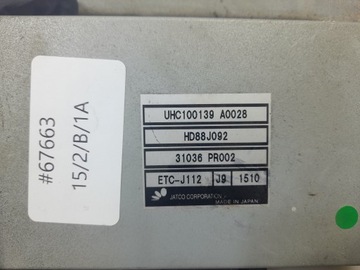 #67663
15/2/B/1A
UHC100139 A0028
HD88J092
31036 PR002
ETC-J112 J9 1510
JATCO CORPORATION
MADE IN JAPAN